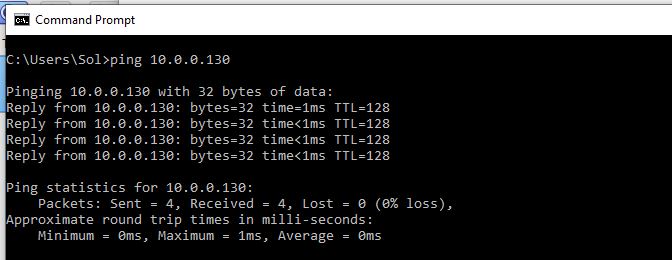 Command Prompt
C:\Users\Sol>ping 10.0.0.130
Pinging 10.0.0.130 with 32 bytes of data:
Reply from 10.0.0.130: bytes=32 time=1ms TTL=128
Reply from 10.0.0.130: bytes=32 time<1ms TTL=128
Reply from 10.0.0.130: bytes=32 time<1ms TTL=128
Reply from 10.0.0.130: bytes=32 time<1ms TTL=128
Ping statistics for 10.0.0.130:
    Packets: Sent = 4, Received = 4, Lost = 0 (0% loss),
Approximate round trip times in milli-seconds:
    Minimum = 0ms, Maximum = 1ms, Average = 0ms